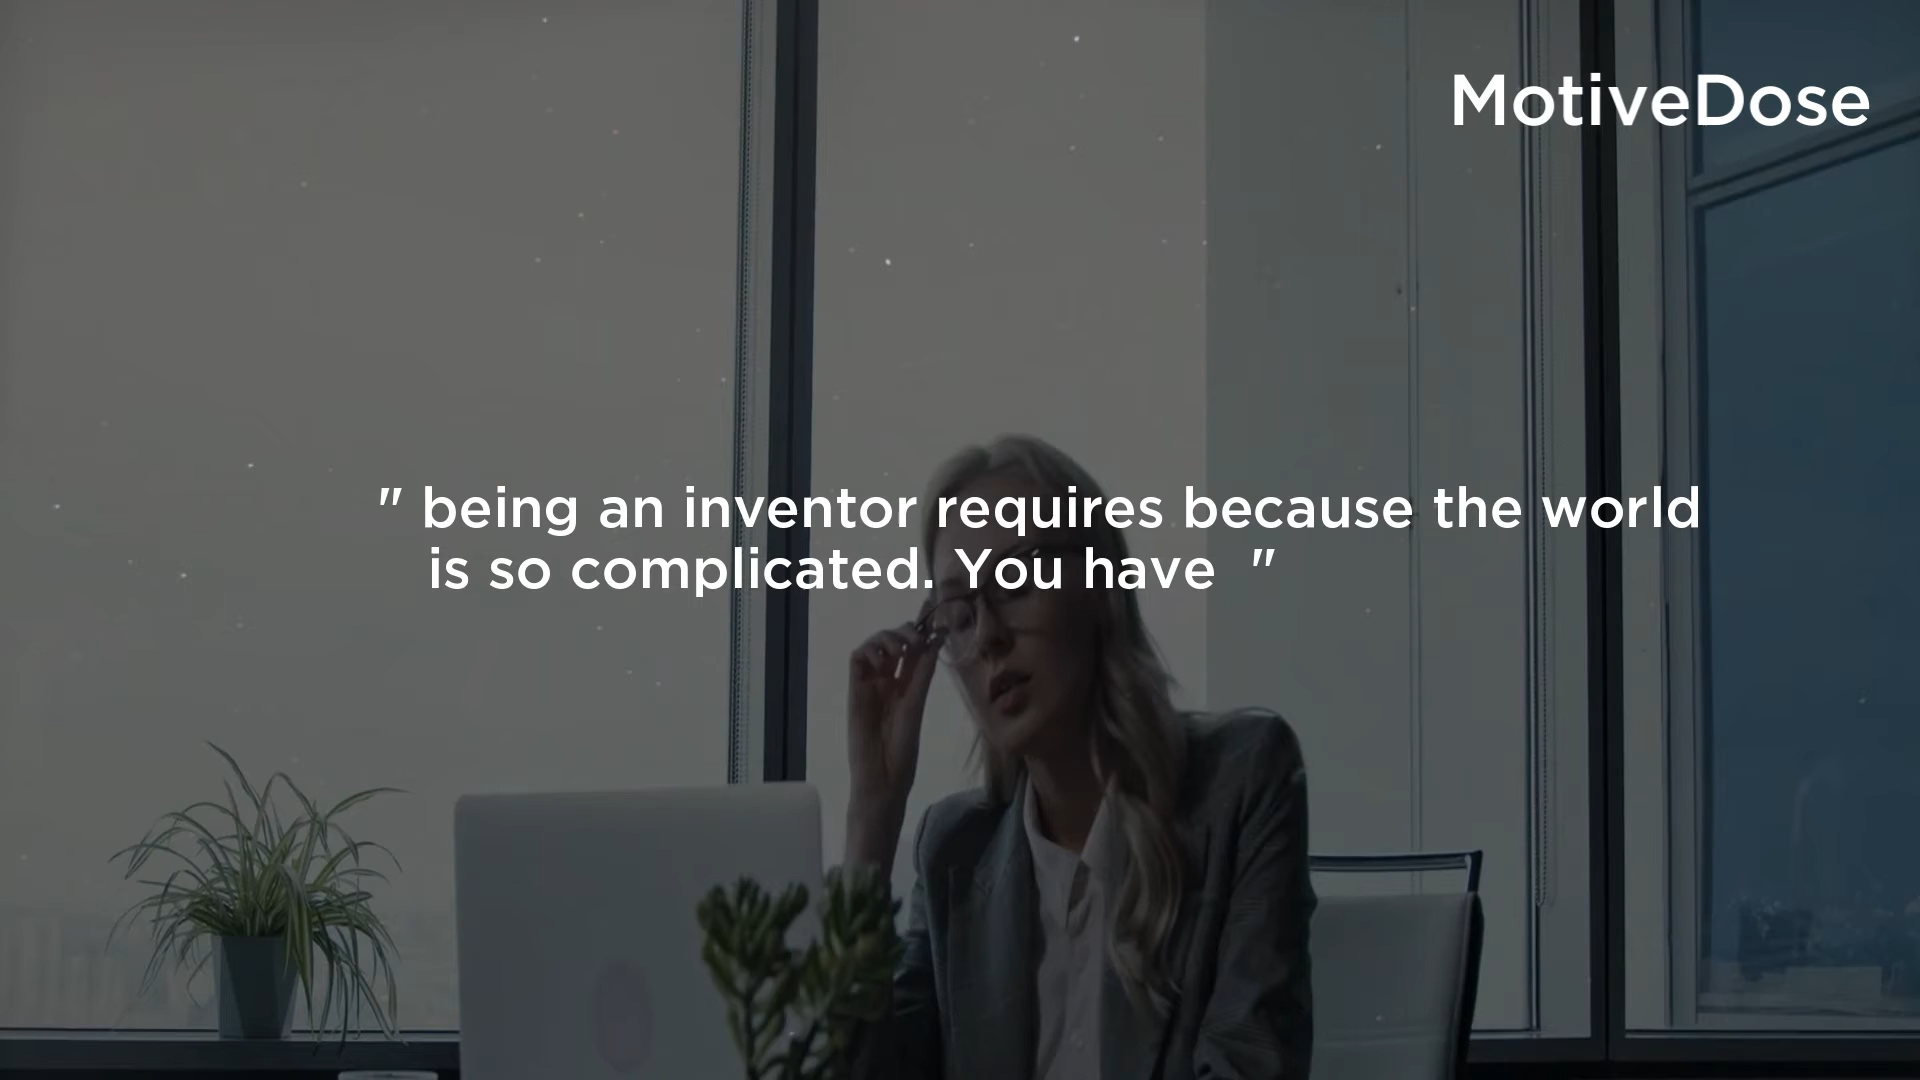 MotiveDose
" being an inventor requires because the world
is so complicated. You have "